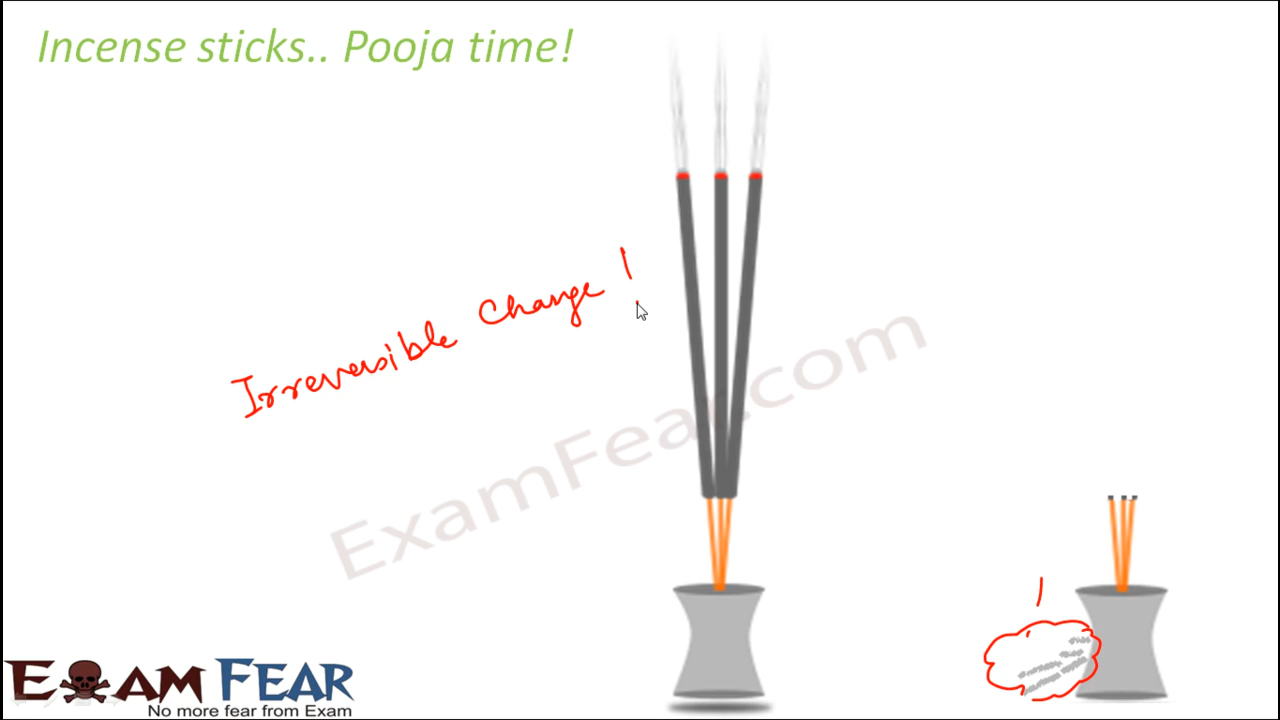 Incense sticks.. Pooja time!
Irreversible Change !
ExamFear.com
EXAM FEAR
No more fear from Exam